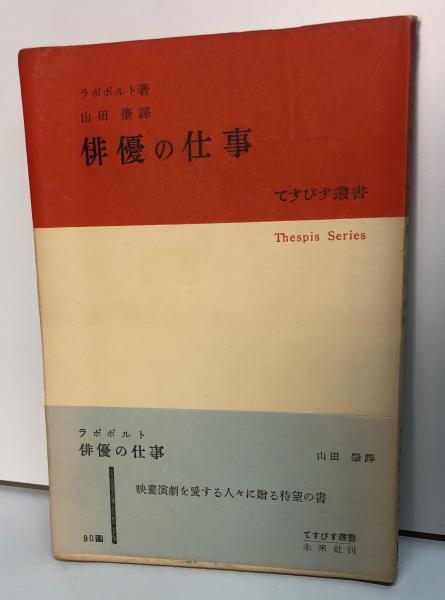 ラポポルト著
山田 肇譯
俳優の仕事
てすぴす叢書
Thespis Series
ラポポルト
俳優の仕事
山田 肇譯
映畫演劇を愛する人々に贈る待望の書
90圓
てすぴす叢書
未來社刊